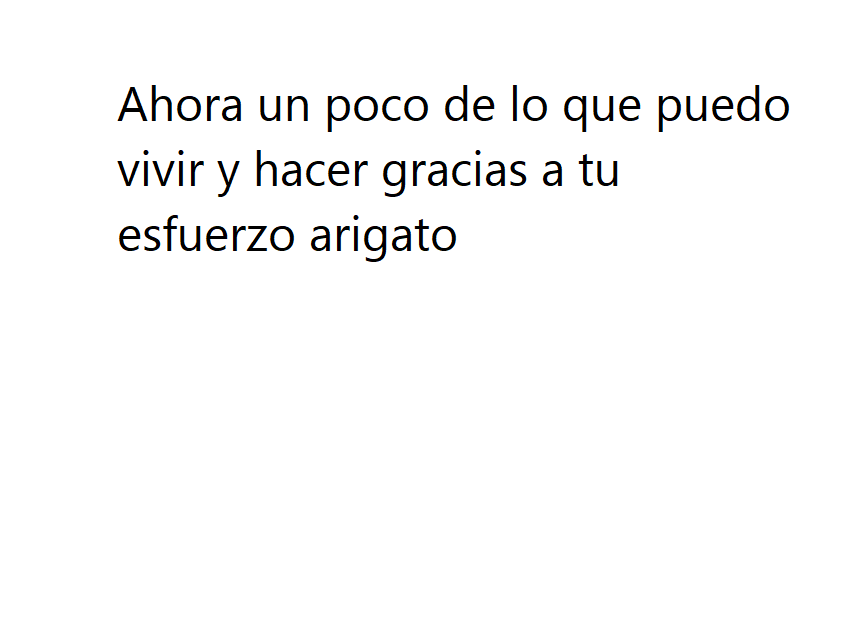 Ahora un poco de lo que puedo
vivir y hacer gracias a tu
esfuerzo arigato